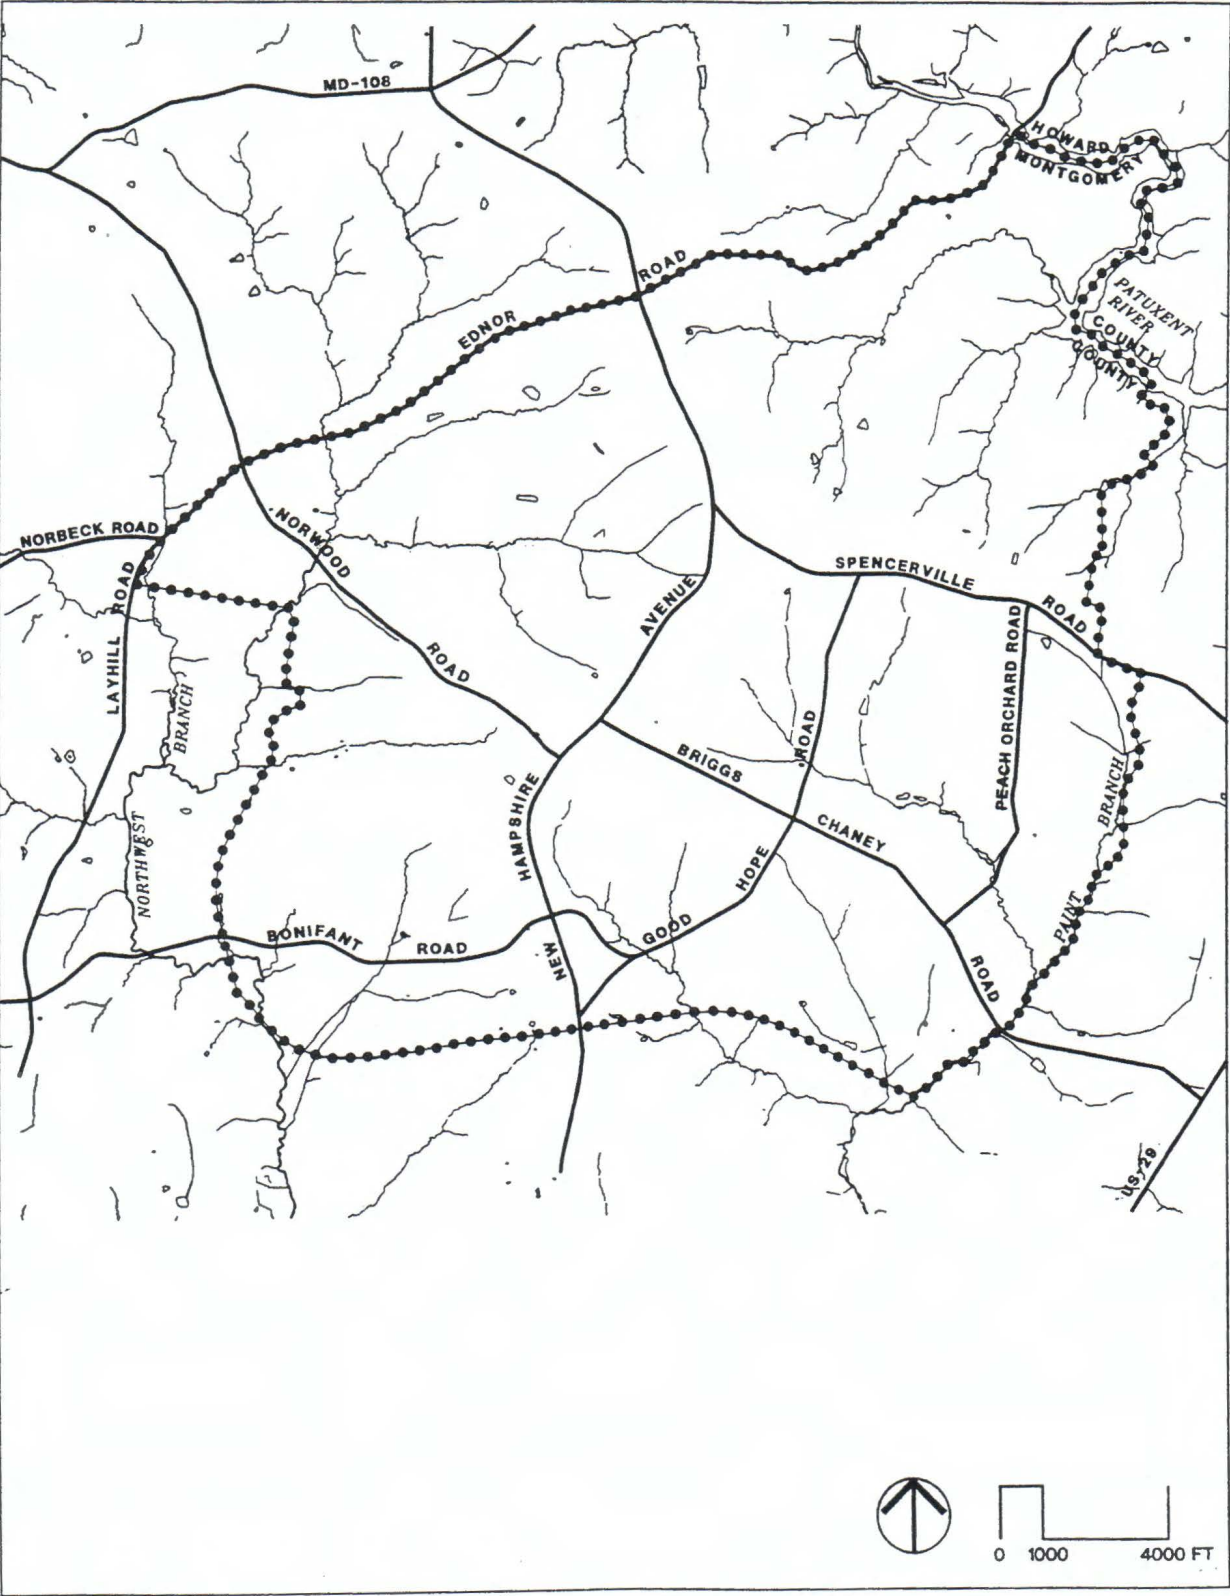 MD-108
HOWARD
MONTGOMERY
ROAD
EDNOR
PATUXENT
RIVER
COUNTY
COUNTY
NORBECK ROAD
NORWOOD
ROAD
LAYHILL
ROAD
AVENUE
SPENCERVILLE
ROAD
BRANCH
NORTHWEST
PEACH ORCHARD ROAD
ROAD
BRIGGS
CHANEY
ROAD
HAMPSHIRE
NEW
HOPE
GOOD
BRANCH
PAINT
BONIFANT
ROAD
US-29
0 1000 4000 FT